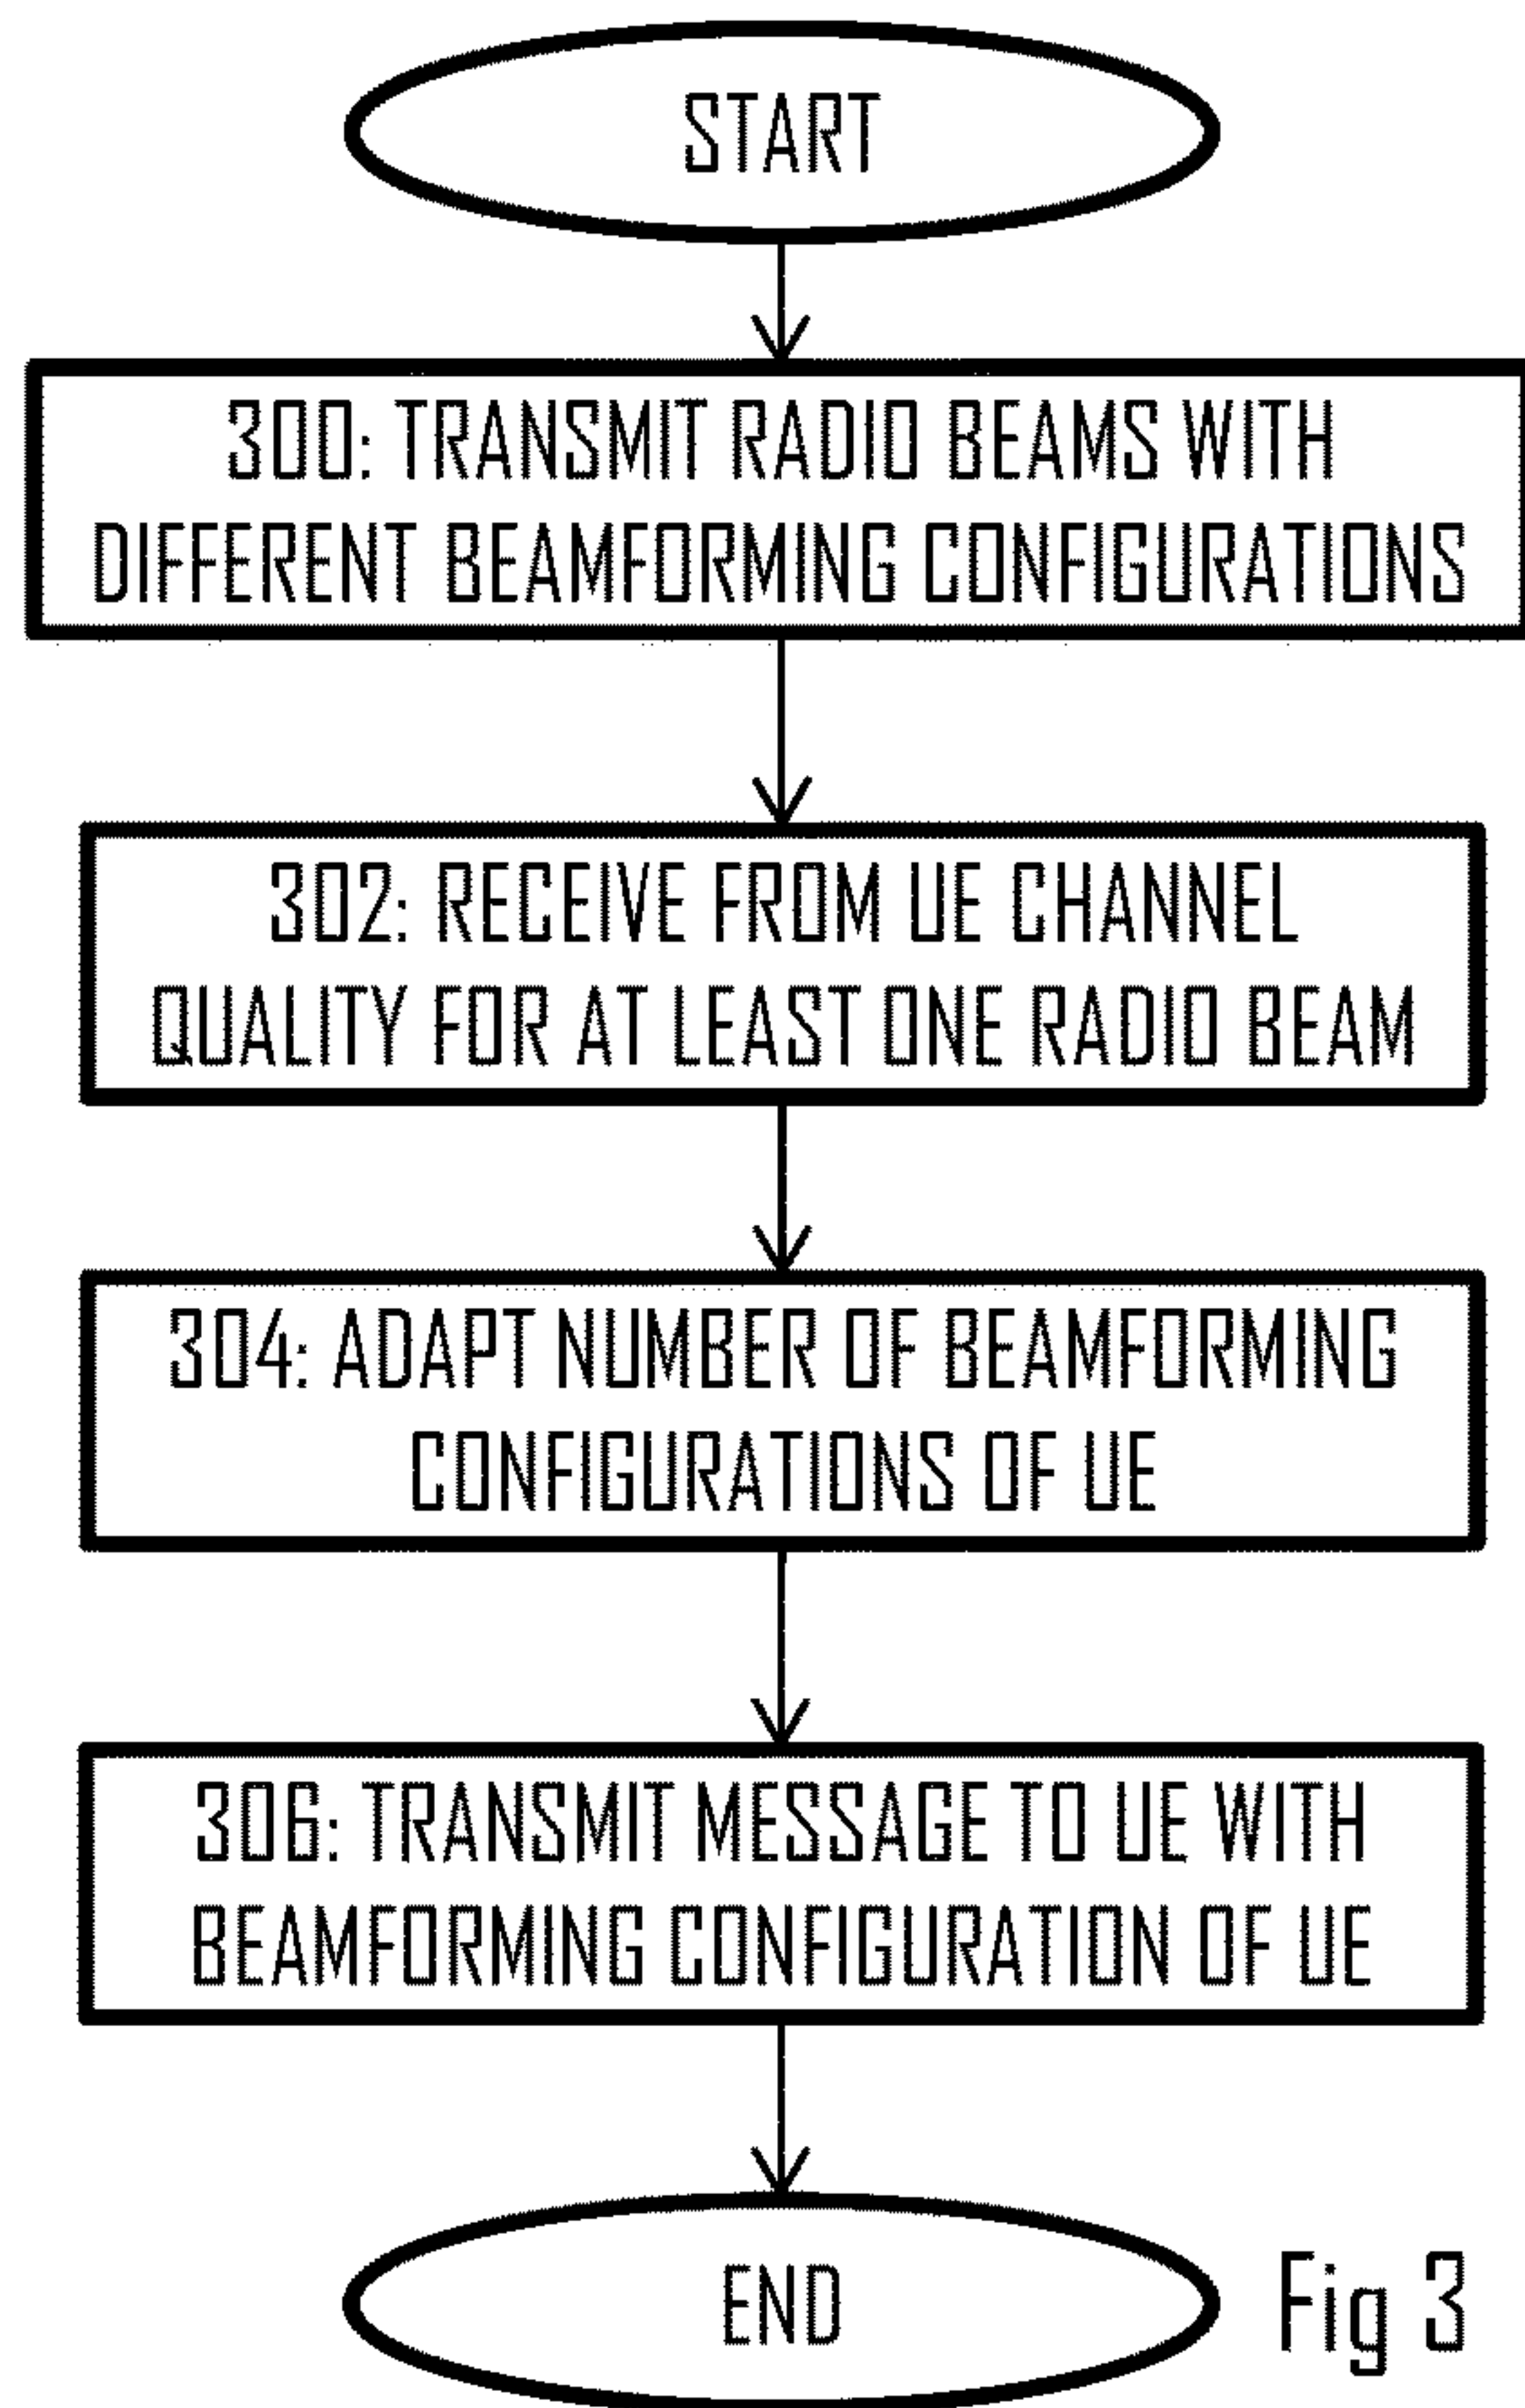 START
300: TRANSMIT RADIO BEAMS WITH
DIFFERENT BEAMFORMING CONFIGURATIONS
302: RECEIVE FROM UE CHANNEL
QUALITY FOR AT LEAST ONE RADIO BEAM
304: ADAPT NUMBER OF BEAMFORMING
CONFIGURATIONS OF UE
306: TRANSMIT MESSAGE TO UE WITH
BEAMFORMING CONFIGURATION OF UE
END
Fig 3